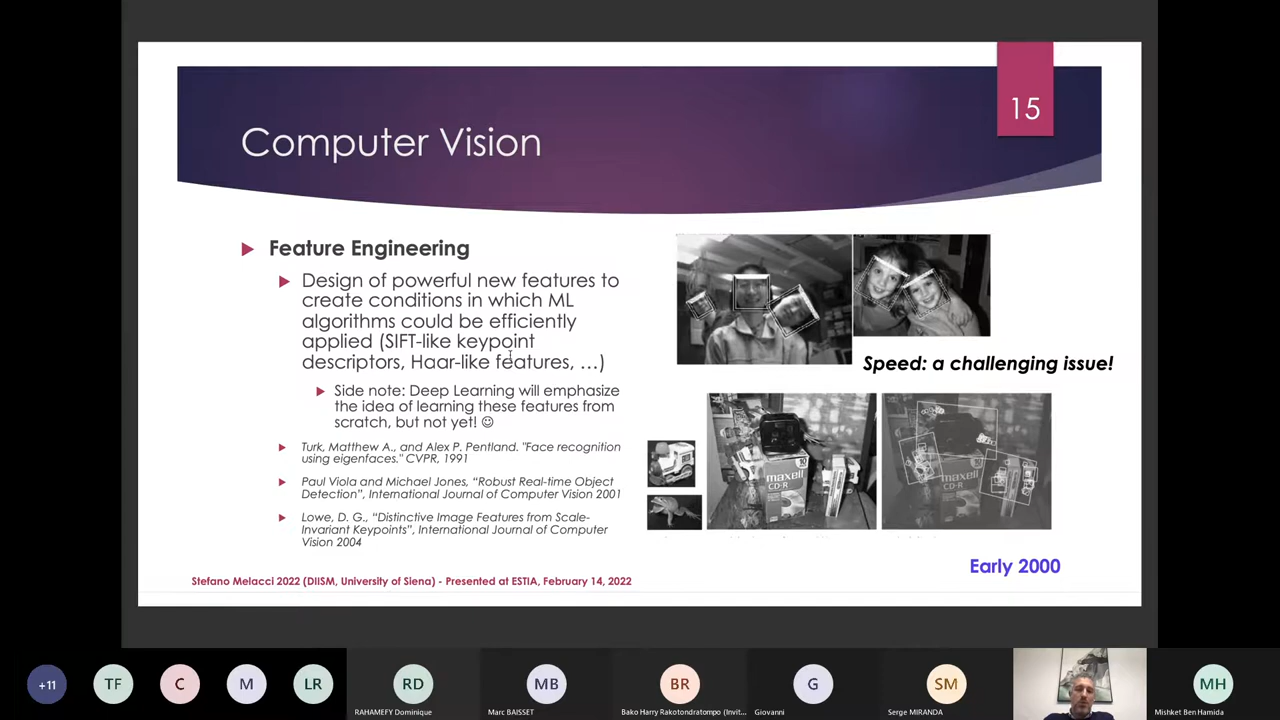 15
Computer Vision
Feature Engineering
Design of powerful new features to
create conditions in which ML
algorithms could be efficiently
applied (SIFT-like keypoint
descriptors, Haar-like features, …)
Side note: Deep Learning will emphasize
the idea of learning these features from
scratch, but not yet! ☺
Turk, Matthew A., and Alex P. Pentland. "Face recognition
using eigenfaces." CVPR, 1991
Paul Viola and Michael Jones, “Robust Real-time Object
Detection”, International Journal of Computer Vision 2001
Lowe, D. G., “Distinctive Image Features from Scale-
Invariant Keypoints”, International Journal of Computer
Vision 2004
Speed: a challenging issue!
maxell
CD-R
maxell
CD-R
Early 2000
Stefano Melacci 2022 (DIISM, University of Siena) - Presented at ESTIA, February 14, 2022
+11
TF
C
M
LR
RD
MB
BR
G
SM
MH
RAHAMEFY Dominique
Marc BAISSET
Bako Harry Rakotondratompo (Invit...
Giovanni
Serge MIRANDA
Mishket Ben Hamida